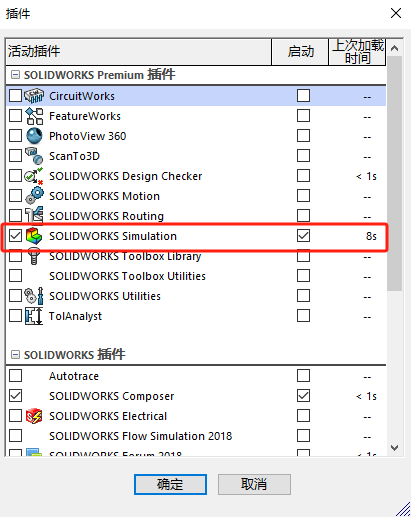 插件
活动插件 启动 上次加载时间
SOLIDWORKS Premium 插件
CircuitWorks --
FeatureWorks --
PhotoView 360 --
ScanTo3D --
SOLIDWORKS Design Checker < 1s
SOLIDWORKS Motion --
SOLIDWORKS Routing --
SOLIDWORKS Simulation 8s
SOLIDWORKS Toolbox Library --
SOLIDWORKS Toolbox Utilities --
SOLIDWORKS Utilities --
TolAnalyst --
SOLIDWORKS 插件
Autotrace --
SOLIDWORKS Composer < 1s
SOLIDWORKS Electrical --
SOLIDWORKS Flow Simulation 2018 --
SOLIDWORKS Forum 2018 < 1s
确定 取消